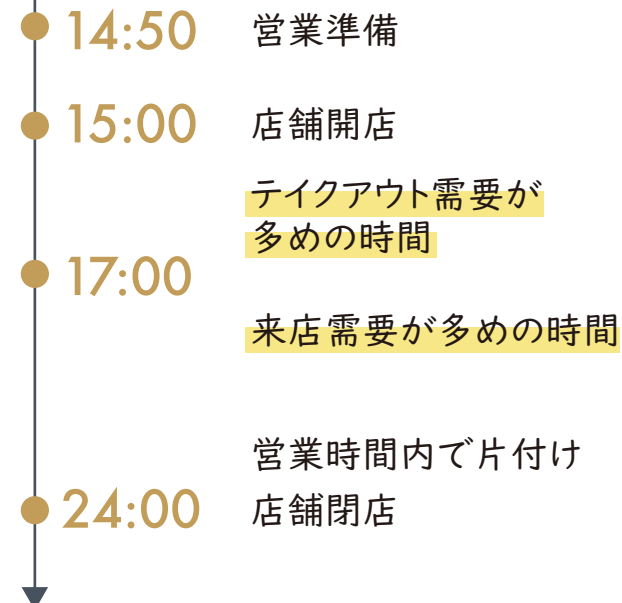 14:50 営業準備
15:00 店舗開店
テイクアウト需要が
多めの時間
17:00
来店需要が多めの時間
営業時間内で片付け
24:00 店舗閉店